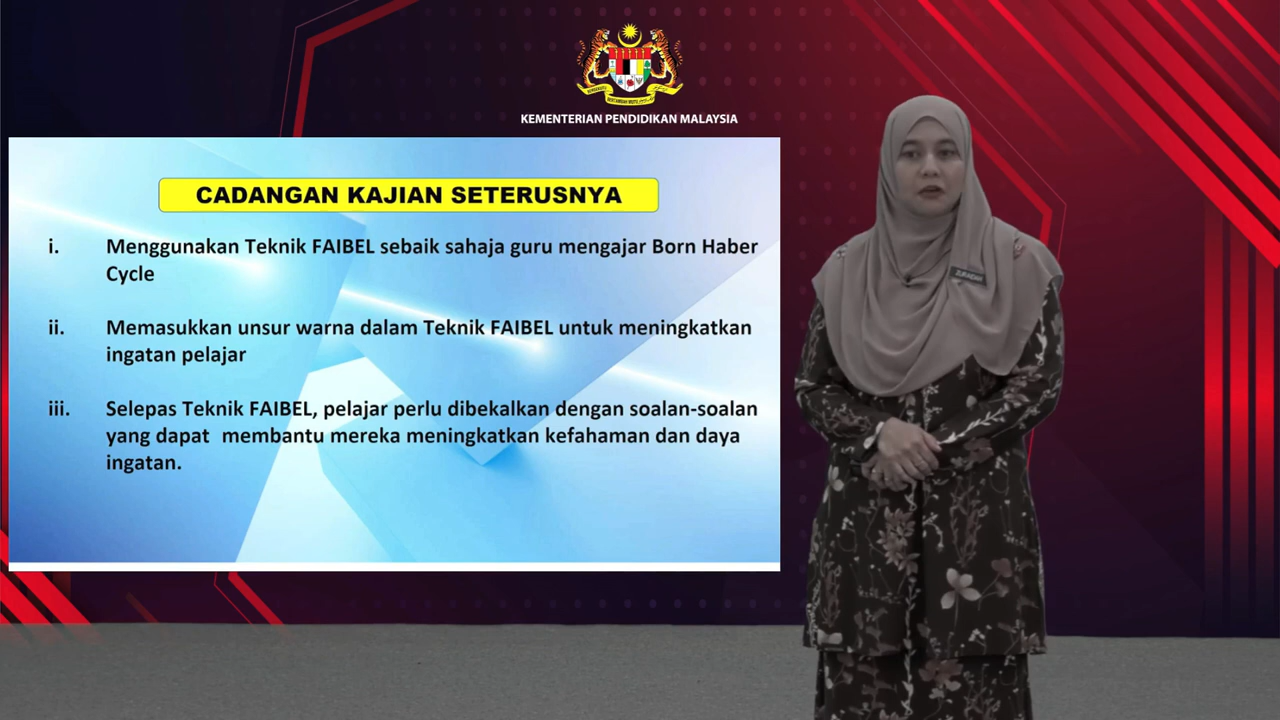 KEMENTERIAN PENDIDIKAN MALAYSIA
CADANGAN KAJIAN SETERUSNYA
i. Menggunakan Teknik FAIBEL sebaik sahaja guru mengajar Born Haber
Cycle
ii. Memasukkan unsur warna dalam Teknik FAIBEL untuk meningkatkan
ingatan pelajar
iii. Selepas Teknik FAIBEL, pelajar perlu dibekalkan dengan soalan-soalan
yang dapat membantu mereka meningkatkan kefahaman dan daya
ingatan.